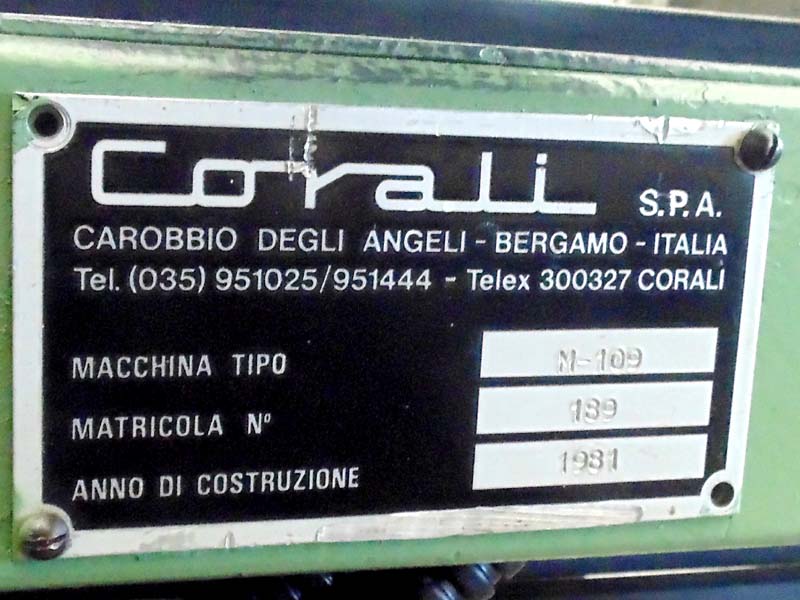 Corali S.P.A.
CAROBBIO DEGLI ANGELI - BERGAMO - ITALIA
Tel. (035) 951025/951444 - Telex 300327 CORALI
MACCHINA TIPO M-109
MATRICOLA Nº 189
ANNO DI COSTRUZIONE 1981